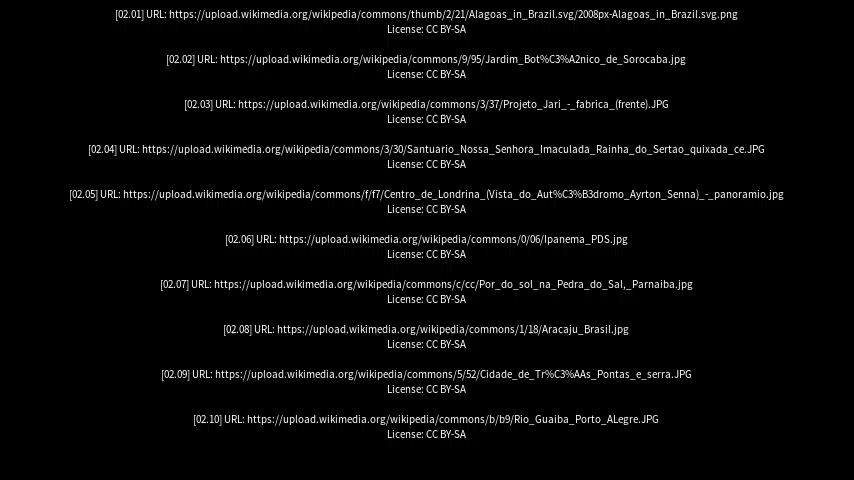 [02.01] URL: https://upload.wikimedia.org/wikipedia/commons/thumb/2/21/Alagoas_in_Brazil.svg/2008px-Alagoas_in_Brazil.svg.png
License: CC BY-SA
[02.02] URL: https://upload.wikimedia.org/wikipedia/commons/9/95/Jardim_Bot%C3%A2nico_de_Sorocaba.jpg
License: CC BY-SA
[02.03] URL: https://upload.wikimedia.org/wikipedia/commons/3/37/Projeto_Jari_-_fabrica_(frente).JPG
License: CC BY-SA
[02.04] URL: https://upload.wikimedia.org/wikipedia/commons/3/30/Santuario_Nossa_Senhora_Imaculada_Rainha_do_Sertao_quixada_ce.JPG
License: CC BY-SA
[02.05] URL: https://upload.wikimedia.org/wikipedia/commons/f/f7/Centro_de_Londrina_(Vista_do_Aut%C3%B3dromo_Ayrton_Senna)_-_panoramio.jpg
License: CC BY-SA
[02.06] URL: https://upload.wikimedia.org/wikipedia/commons/0/06/Ipanema_PDS.jpg
License: CC BY-SA
[02.07] URL: https://upload.wikimedia.org/wikipedia/commons/c/cc/Por_do_sol_na_Pedra_do_Sal,_Parnaiba.jpg
License: CC BY-SA
[02.08] URL: https://upload.wikimedia.org/wikipedia/commons/1/18/Aracaju_Brasil.jpg
License: CC BY-SA
[02.09] URL: https://upload.wikimedia.org/wikipedia/commons/5/52/Cidade_de_Tr%C3%AAs_Pontas_e_serra.JPG
License: CC BY-SA
[02.10] URL: https://upload.wikimedia.org/wikipedia/commons/b/b9/Rio_Guaiba_Porto_ALegre.JPG
License: CC BY-SA